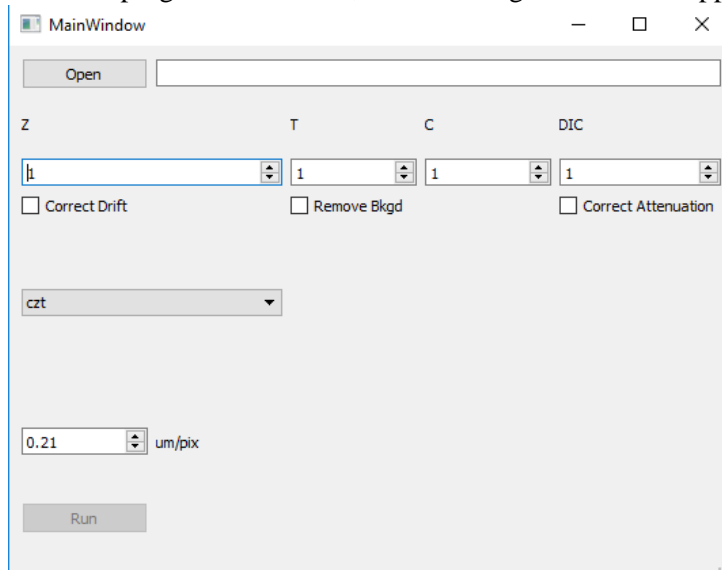 MainWindow
Open
Z T C DIC
1 1 1 1
Correct Drift Remove Bkgd Correct Attenuation
czt
0.21 um/pix
Run